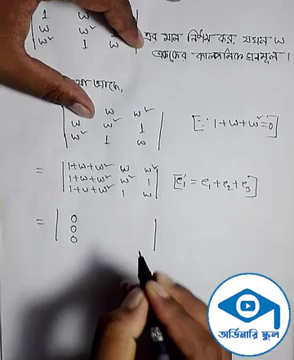 1 ω ω²
ω ω² 1
ω² 1 ω এর মান নির্ণয় কর, যখন ω
এককের কাল্পনিক ঘনমূল।
আছে,
ω ω²
ω ω² 1
ω² 1 ω [∵ 1+ω+ω²=0]
= | 1+ω+ω² ω ω² |
| 1+ω+ω² ω² 1 | [c₁′ = c₁+c₂+c₃]
| 1+ω+ω² 1 ω |
= | 0
0
0 |
অর্ডিনারি স্কুল